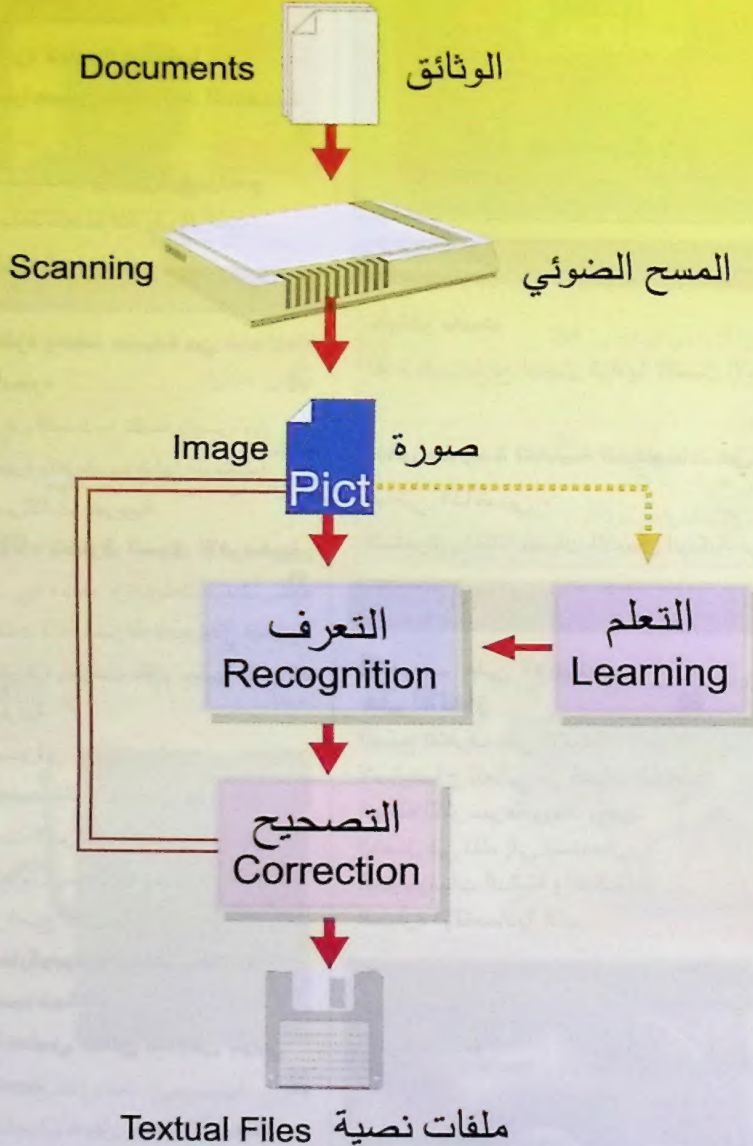 Documents الوثائق
Scanning المسح الضوئي
Image صورة
Pict
التعرف
Recognition
التعلم
Learning
التصحيح
Correction
Textual Files ملفات نصية